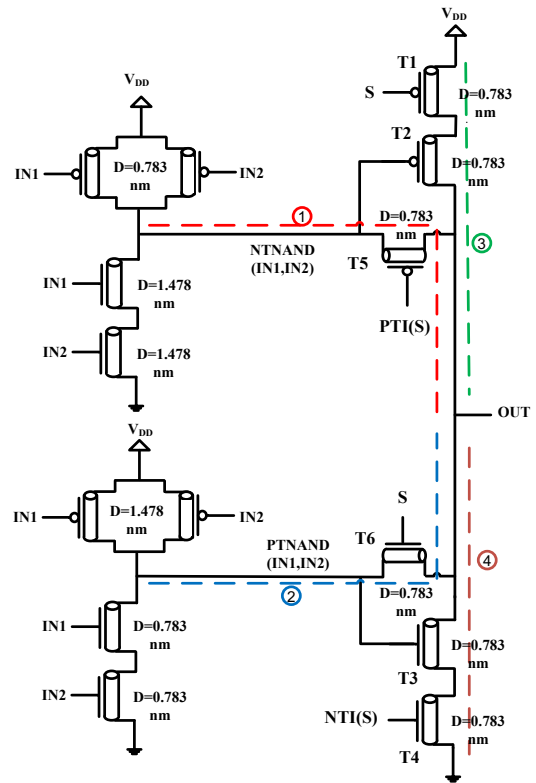 VDD
T1
S
D=0.783
nm
T2
D=0.783
nm
VDD
IN1
D=0.783
nm
IN2
1
D=0.783
nm
NTNAND
(IN1,IN2)
T5
3
IN1
D=1.478
nm
PTI(S)
IN2
D=1.478
nm
OUT
VDD
IN1
D=1.478
nm
IN2
S
T6
PTNAND
(IN1,IN2)
4
2
D=0.783
nm
IN1
D=0.783
nm
D=0.783
nm
T3
IN2
D=0.783
nm
NTI(S)
D=0.783
nm
T4